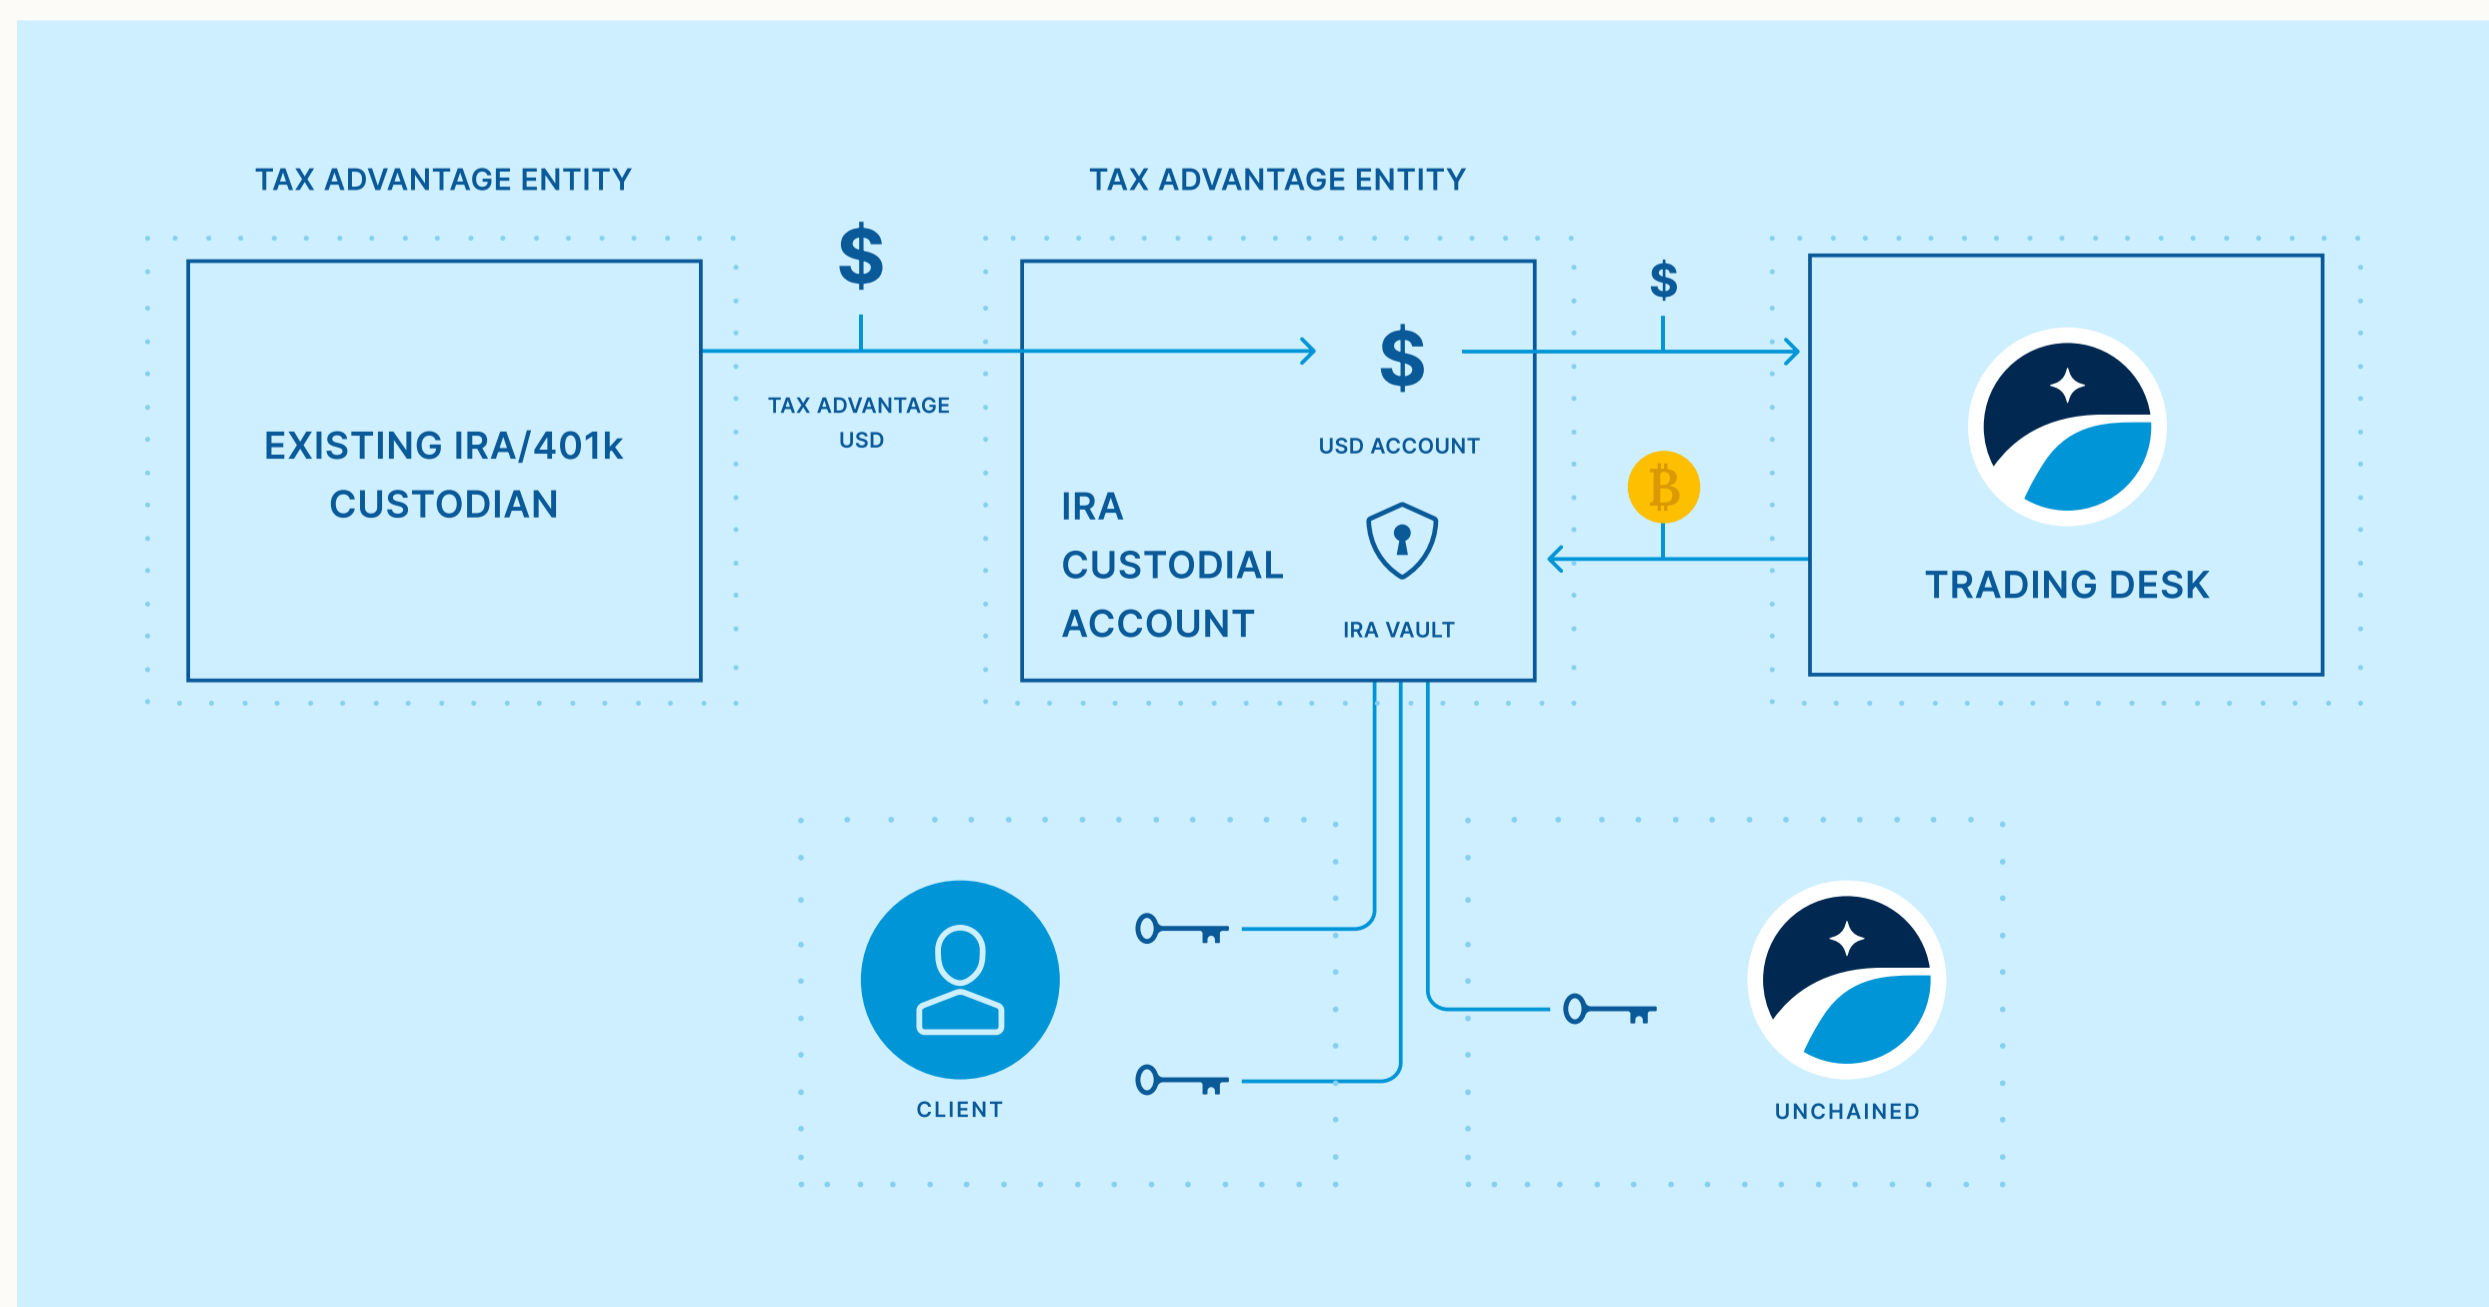 TAX ADVANTAGE ENTITY
TAX ADVANTAGE ENTITY
$
$
$
TAX ADVANTAGE
USD
EXISTING IRA/401k
CUSTODIAN
USD ACCOUNT
IRA
CUSTODIAL
ACCOUNT
IRA VAULT
₿
TRADING DESK
CLIENT
UNCHAINED